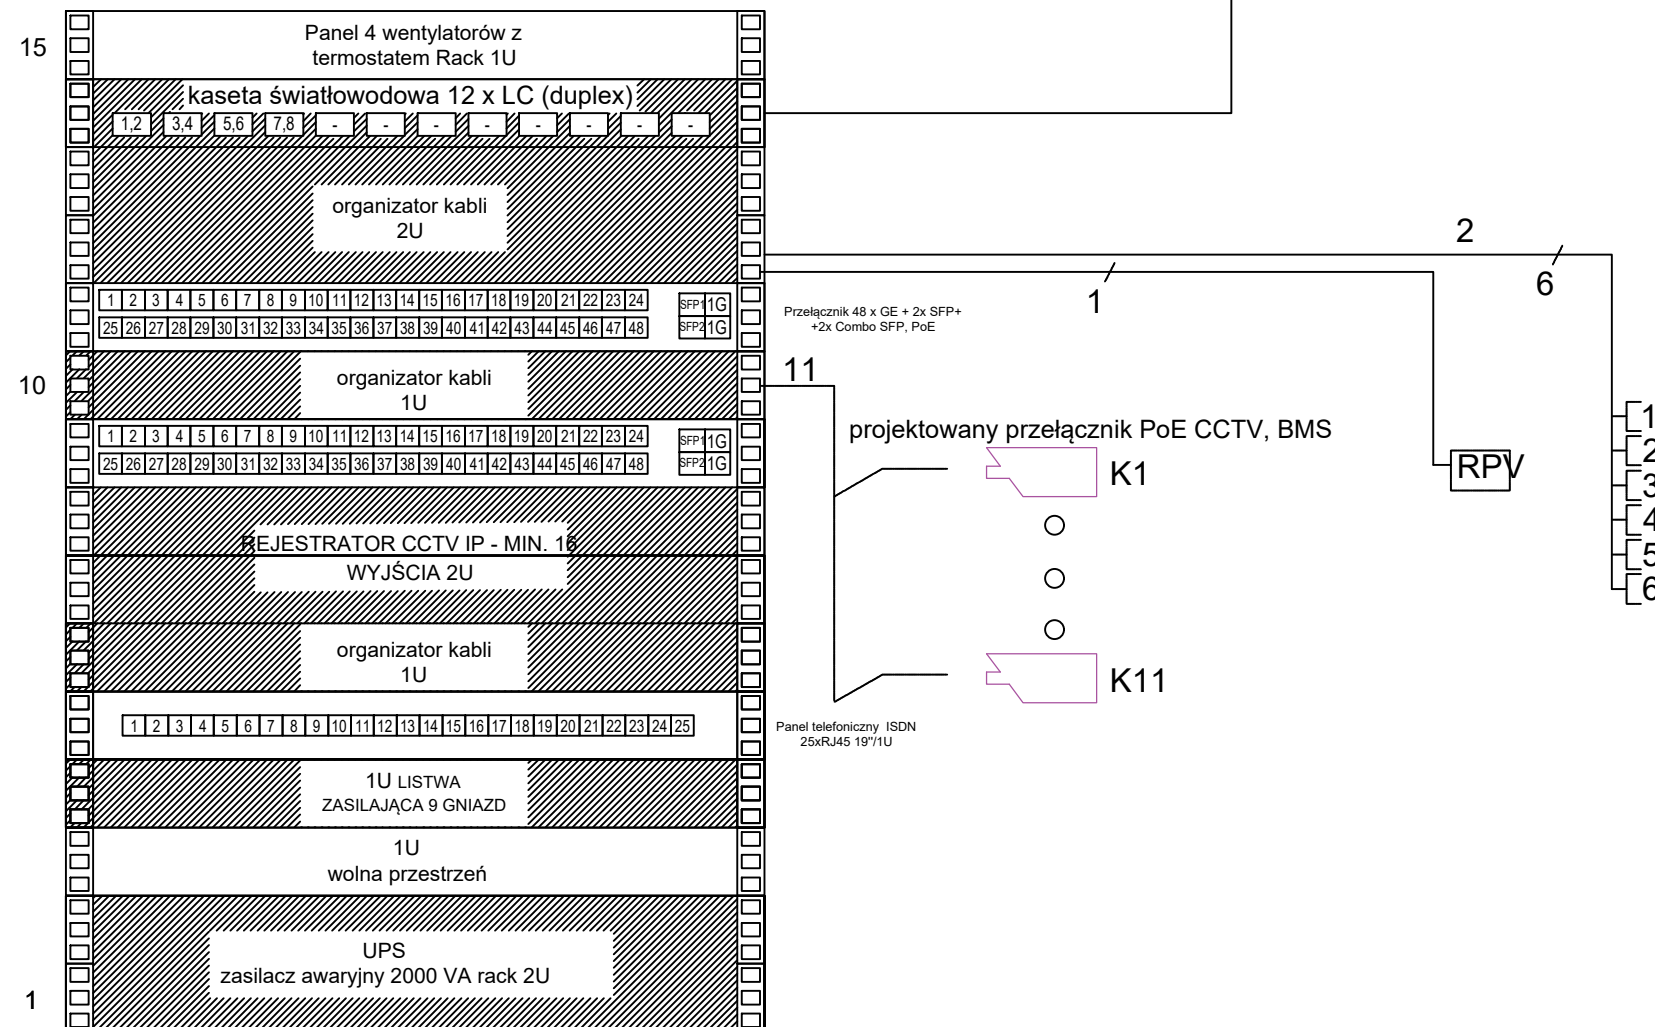 15
Panel 4 wentylatorów z
termostatem Rack 1U
kaseta światłowodowa 12 x LC (duplex)
1,2 3,4 5,6 7,8 - - - - - - - -
organizator kabli
2U
2
6
1
1 2 3 4 5 6 7 8 9 10 11 12 13 14 15 16 17 18 19 20 21 22 23 24 SFP1 1G
25 26 27 28 29 30 31 32 33 34 35 36 37 38 39 40 41 42 43 44 45 46 47 48 SFP2 1G
Przełącznik 48 x GE + 2x SFP+
+2x Combo SFP, PoE
10
organizator kabli
1U
11
1 2 3 4 5 6 7 8 9 10 11 12 13 14 15 16 17 18 19 20 21 22 23 24 SFP1 1G
25 26 27 28 29 30 31 32 33 34 35 36 37 38 39 40 41 42 43 44 45 46 47 48 SFP2 1G
projektowany przełącznik PoE CCTV, BMS
K1
RPV
1
2
3
4
5
6
REJESTRATOR CCTV IP - MIN. 16
WYJŚCIA 2U
organizator kabli
1U
K11
1 2 3 4 5 6 7 8 9 10 11 12 13 14 15 16 17 18 19 20 21 22 23 24 25
Panel telefoniczny ISDN
25xRJ45 19"/1U
1U LISTWA
ZASILAJĄCA 9 GNIAZD
1U
wolna przestrzeń
UPS
zasilacz awaryjny 2000 VA rack 2U
1